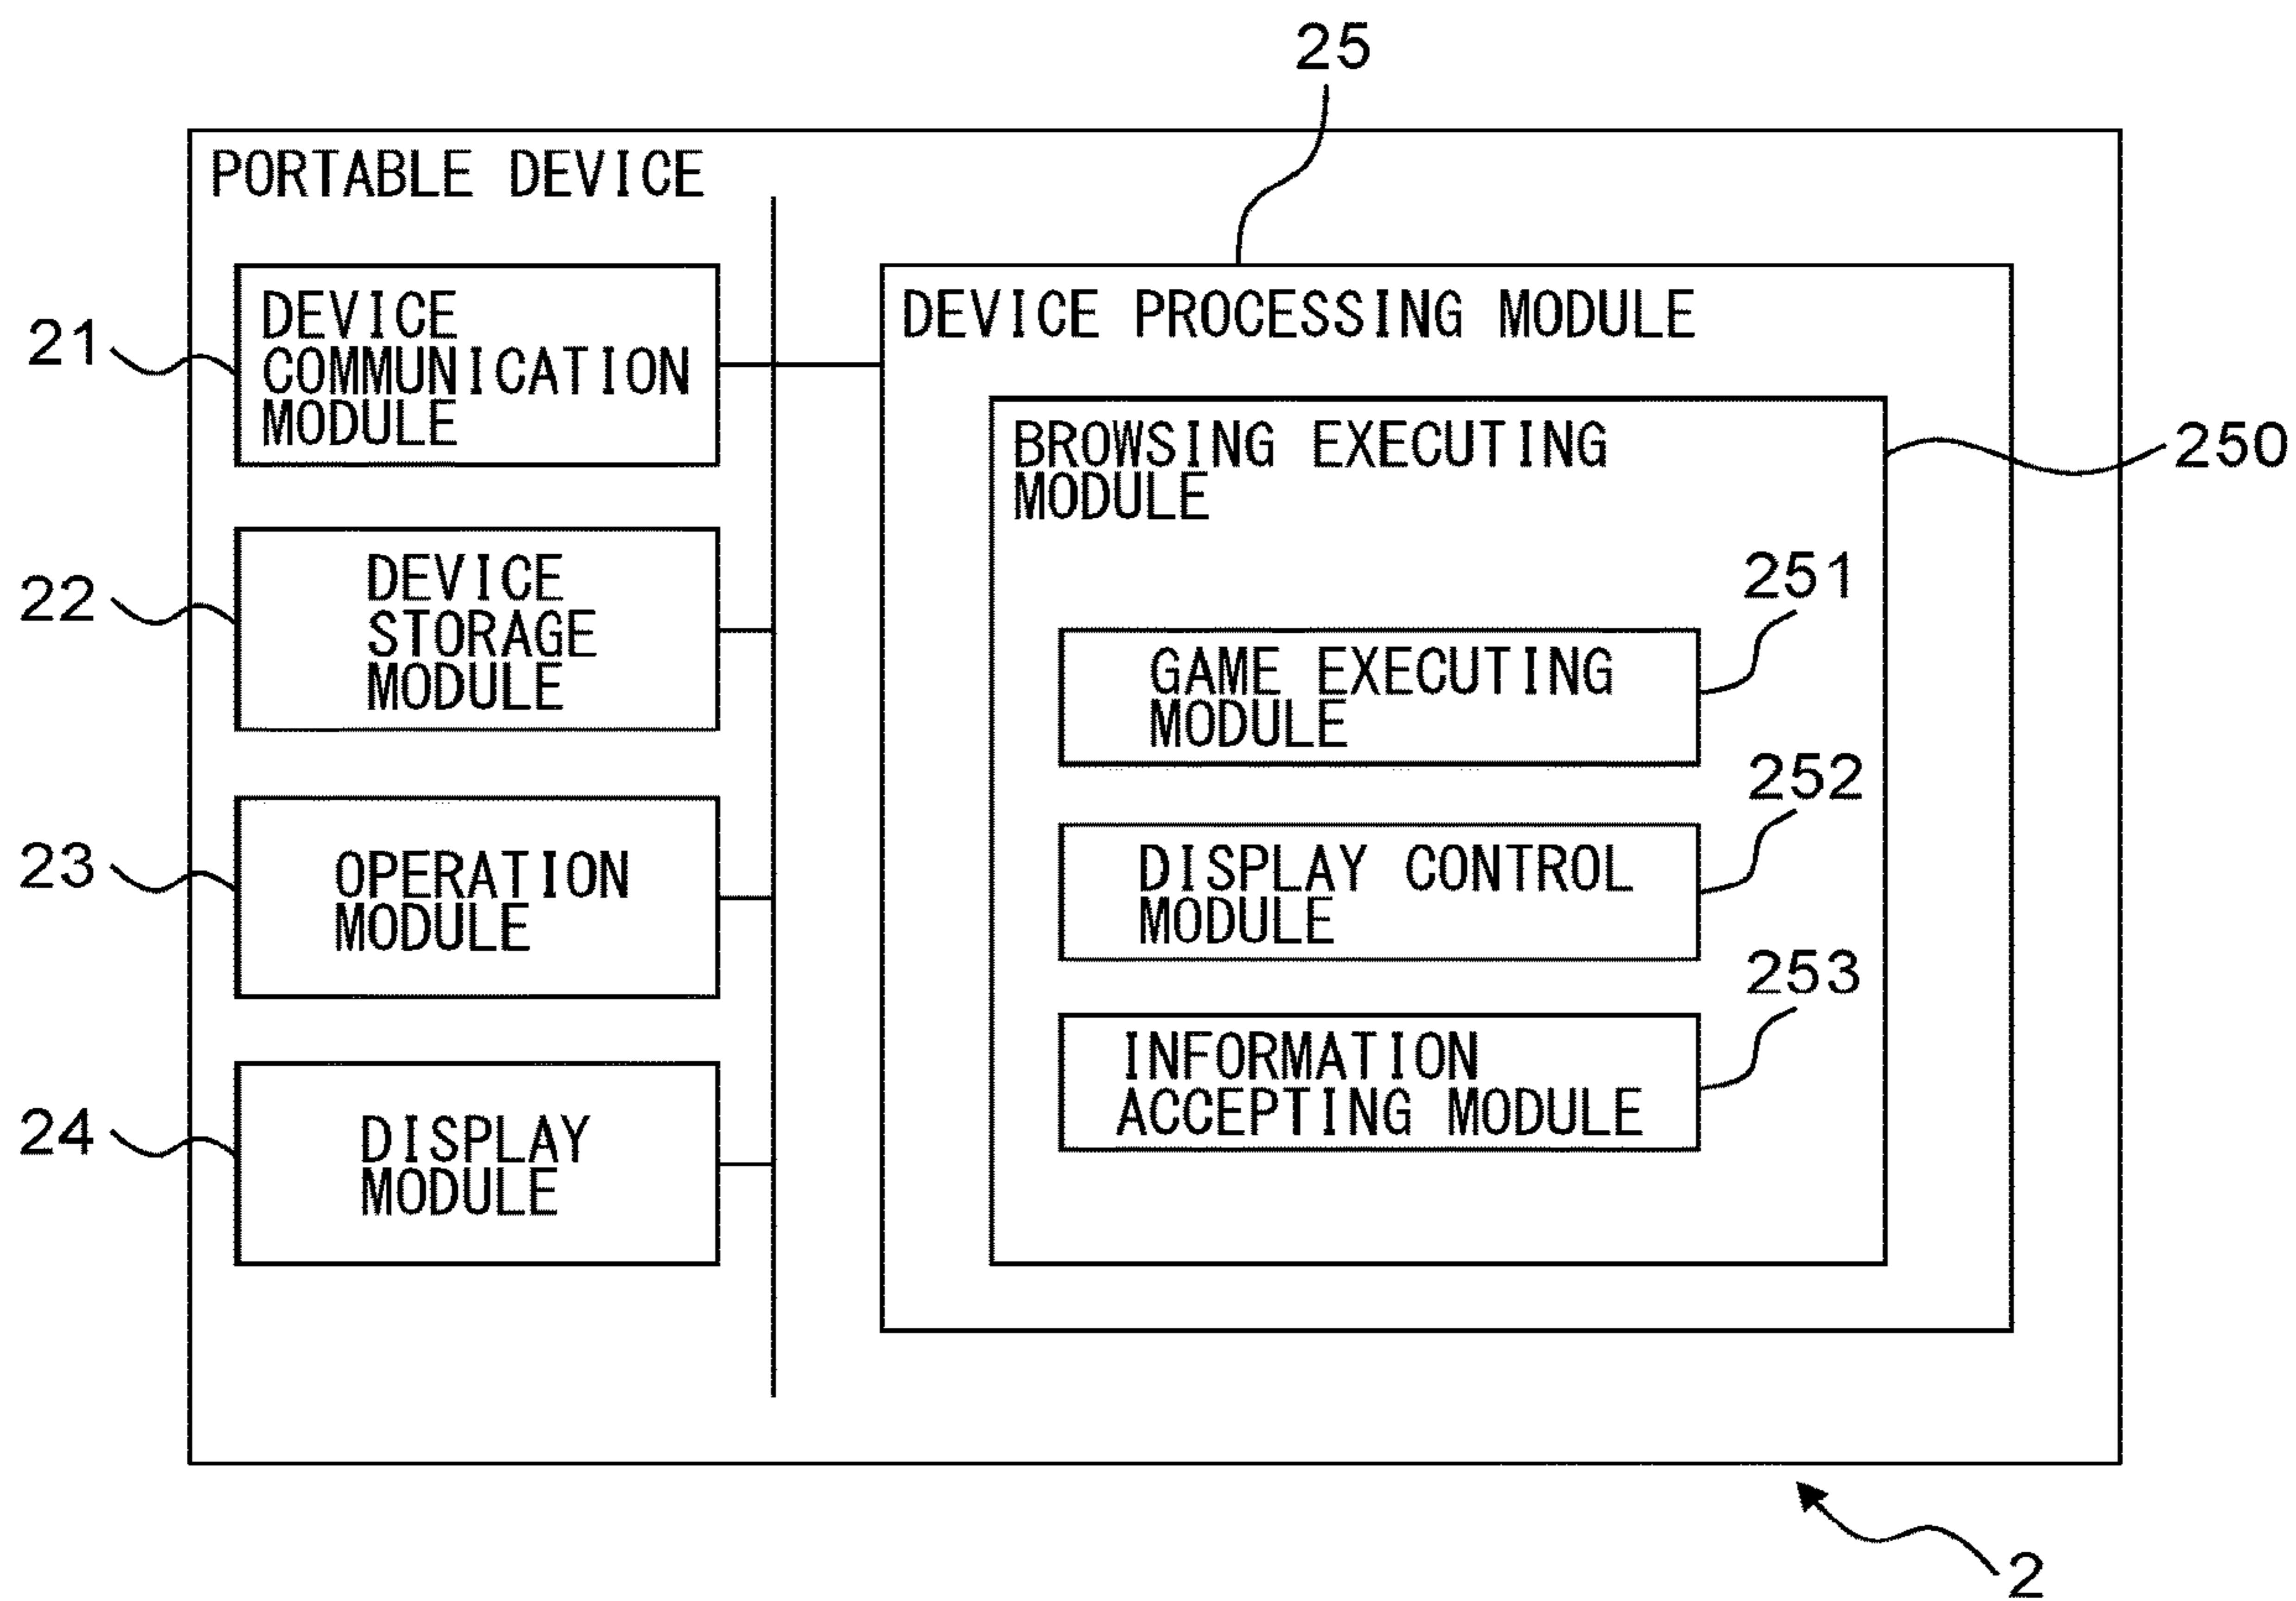 25
PORTABLE DEVICE
21
DEVICE
COMMUNICATION
MODULE
22
DEVICE
STORAGE
MODULE
23
OPERATION
MODULE
24
DISPLAY
MODULE
DEVICE PROCESSING MODULE
BROWSING EXECUTING
MODULE
250
251
GAME EXECUTING
MODULE
252
DISPLAY CONTROL
MODULE
253
INFORMATION
ACCEPTING MODULE
2